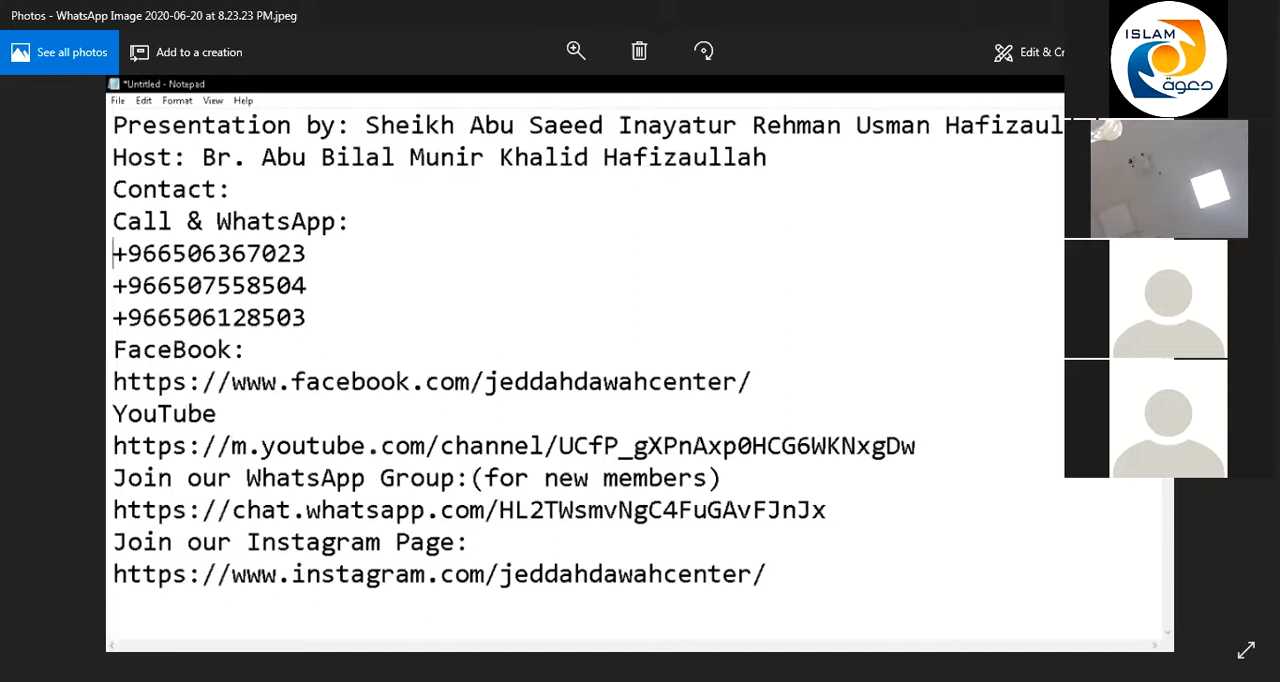 Photos - WhatsApp Image 2020-06-20 at 8.23.23 PM.jpeg
See all photos
Add to a creation
Edit & Cr
*Untitled - Notepad
File Edit Format View Help
Presentation by: Sheikh Abu Saeed Inayatur Rehman Usman Hafizaul
Host: Br. Abu Bilal Munir Khalid Hafizaullah
Contact:
Call & WhatsApp:
+966506367023
+966507558504
+966506128503
FaceBook:
https://www.facebook.com/jeddahdawahcenter/
YouTube
https://m.youtube.com/channel/UCfP_gXPnAxp0HCG6WKNxgDw
Join our WhatsApp Group:(for new members)
https://chat.whatsapp.com/HL2TWsmvNgC4FuGAvFJnJx
Join our Instagram Page:
https://www.instagram.com/jeddahdawahcenter/
ISLAM
دعوة